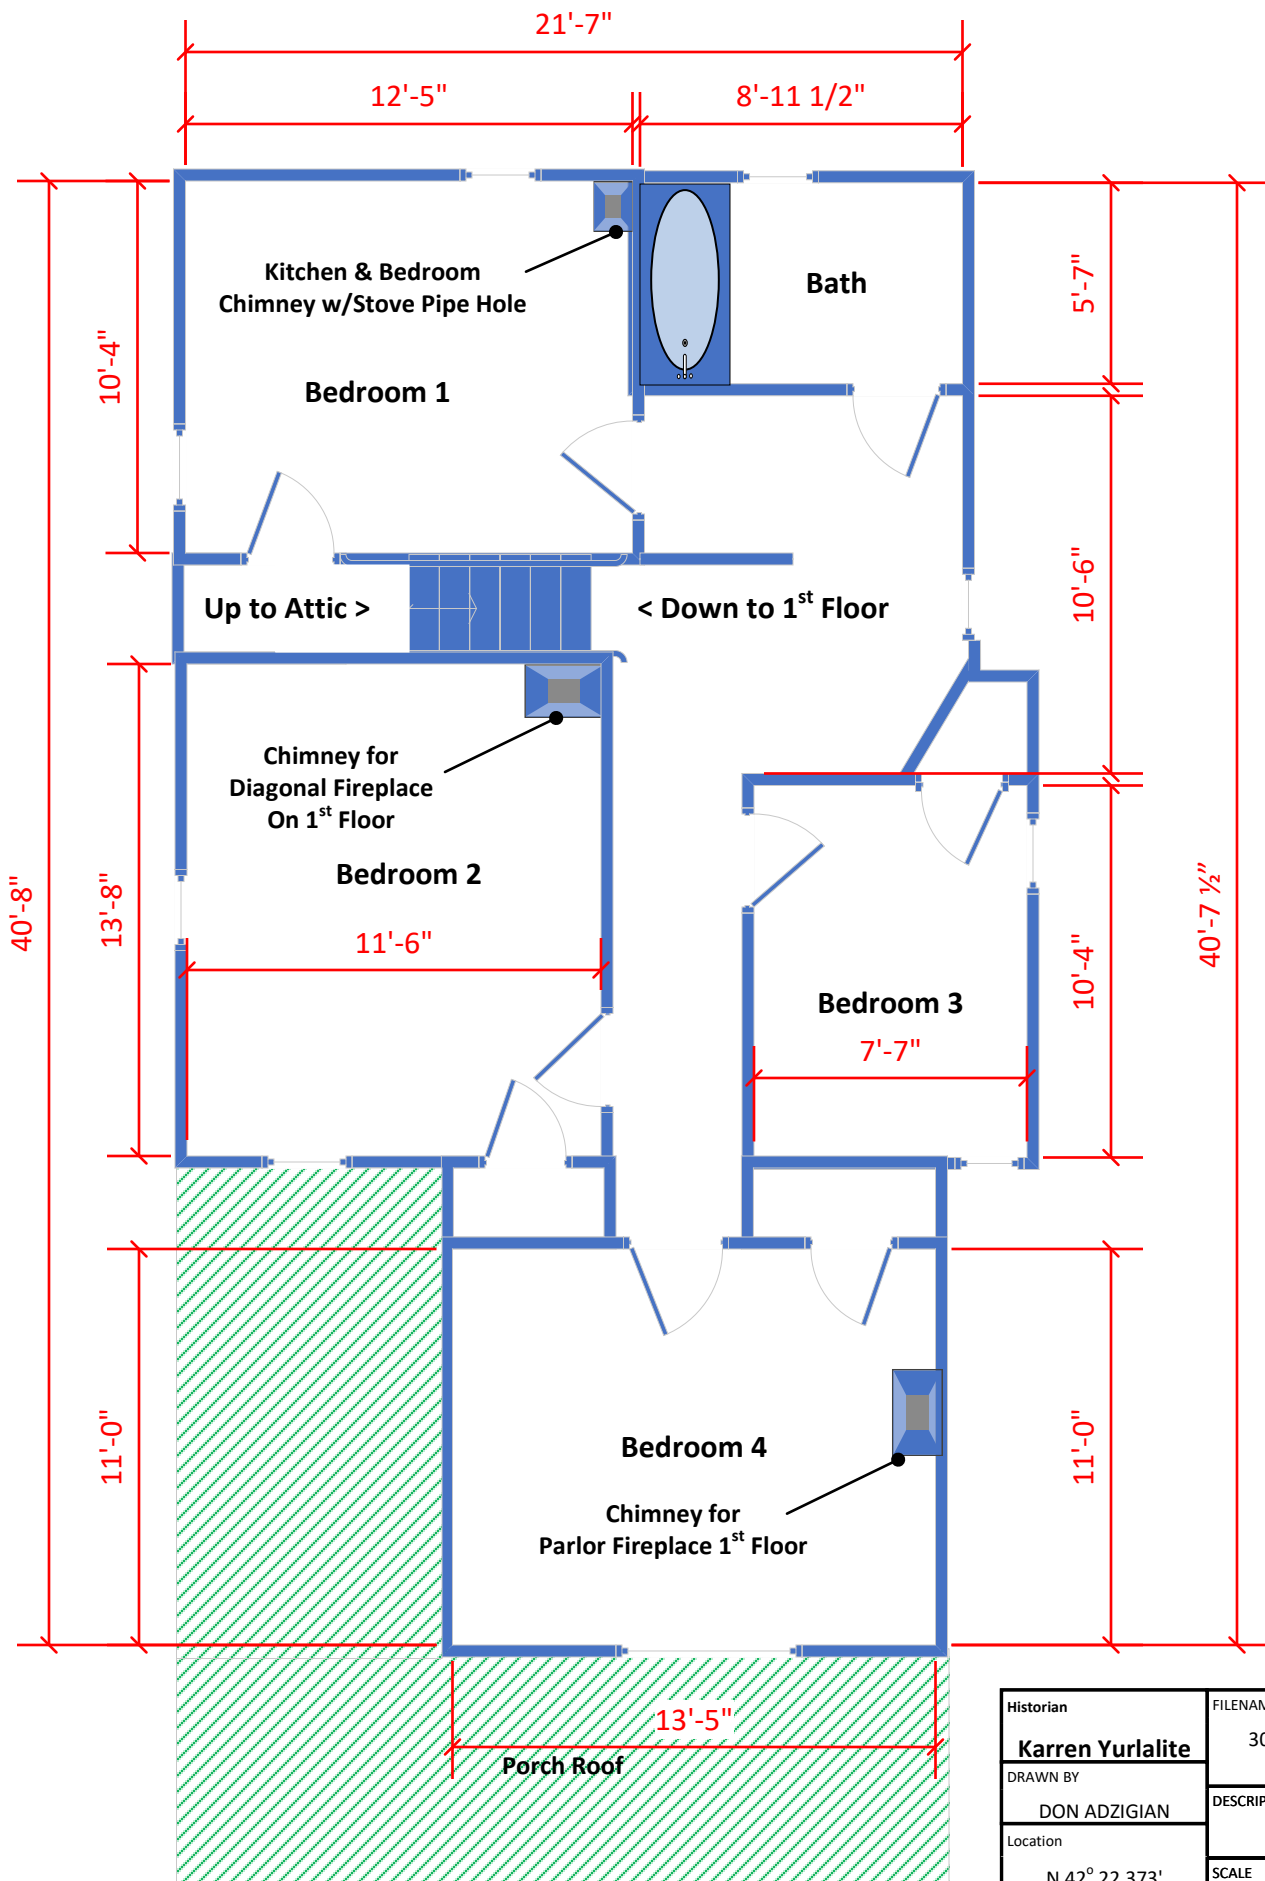 21'-7"
12'-5"
8'-11 1/2"
Kitchen & Bedroom
Chimney w/Stove Pipe Hole
Bath
5'-7"
10'-4"
Bedroom 1
10'-6"
Up to Attic >
< Down to 1st Floor
Chimney for
Diagonal Fireplace
On 1st Floor
Bedroom 2
40'-8"
13'-8"
11'-6"
40'-7 ½"
10'-4"
Bedroom 3
7'-7"
11'-0"
Bedroom 4
11'-0"
Chimney for
Parlor Fireplace 1st Floor
13'-5"
Porch Roof
Historian
Karren Yurlalite
DRAWN BY
DON ADZIGIAN
Location
N 42° 22.373'
FILENAM
30
DESCRIP
SCALE